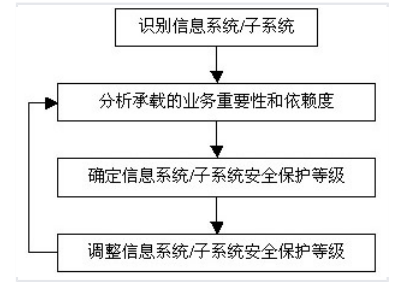 识别信息系统/子系统
分析承载的业务重要性和依赖度
确定信息系统/子系统安全保护等级
调整信息系统/子系统安全保护等级